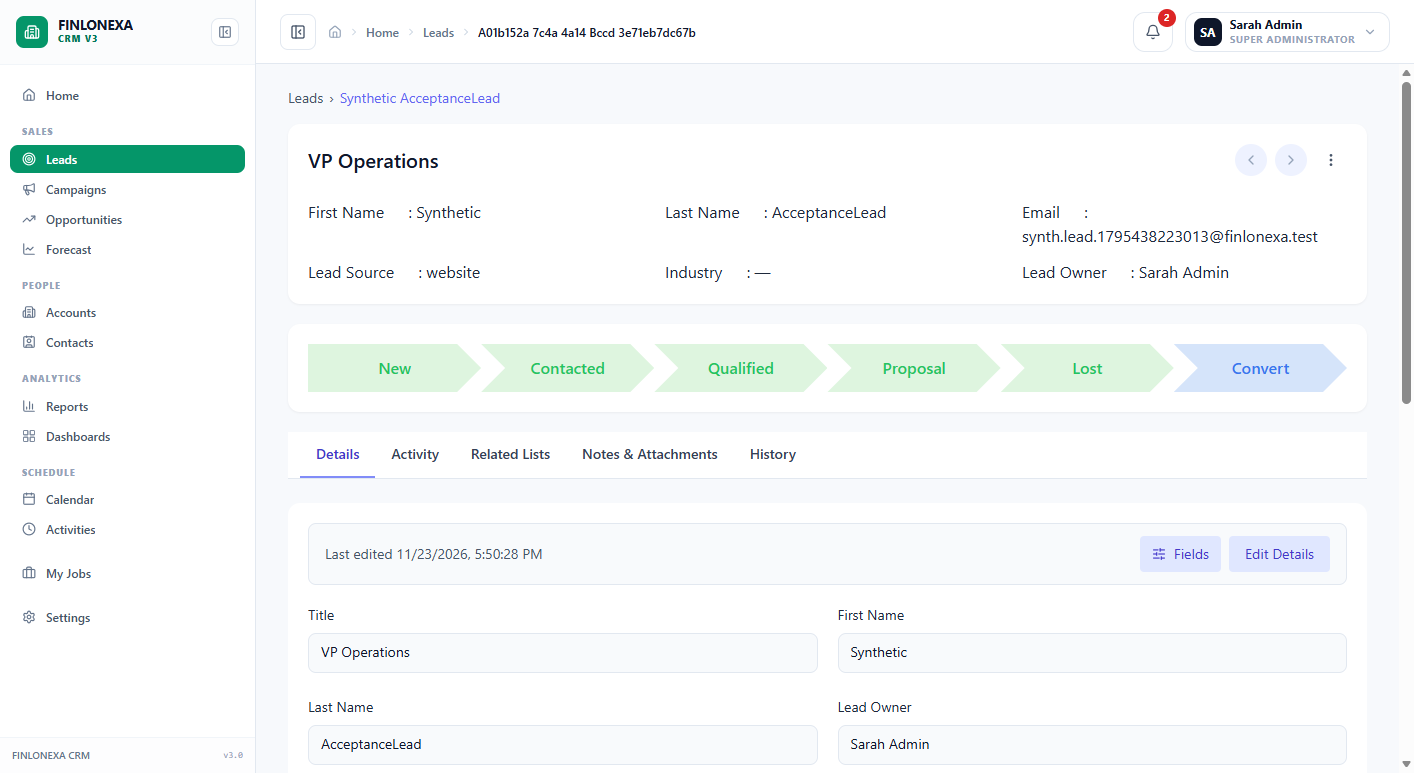 FINLONEXA
CRM V3
Home
SALES
Leads
Campaigns
Opportunities
Forecast
PEOPLE
Accounts
Contacts
ANALYTICS
Reports
Dashboards
SCHEDULE
Calendar
Activities
My Jobs
Settings
FINLONEXA CRM v3.0
Home Leads A01b152a 7c4a 4a14 Bccd 3e71eb7dc67b
2
SA
Sarah Admin
SUPER ADMINISTRATOR
Leads › Synthetic AcceptanceLead
VP Operations
First Name : Synthetic
Last Name : AcceptanceLead
Email :
synth.lead.1795438223013@finlonexa.test
Lead Source : website
Industry : —
Lead Owner : Sarah Admin
New Contacted Qualified Proposal Lost Convert
Details Activity Related Lists Notes & Attachments History
Last edited 11/23/2026, 5:50:28 PM
Fields Edit Details
Title
VP Operations
First Name
Synthetic
Last Name
AcceptanceLead
Lead Owner
Sarah Admin